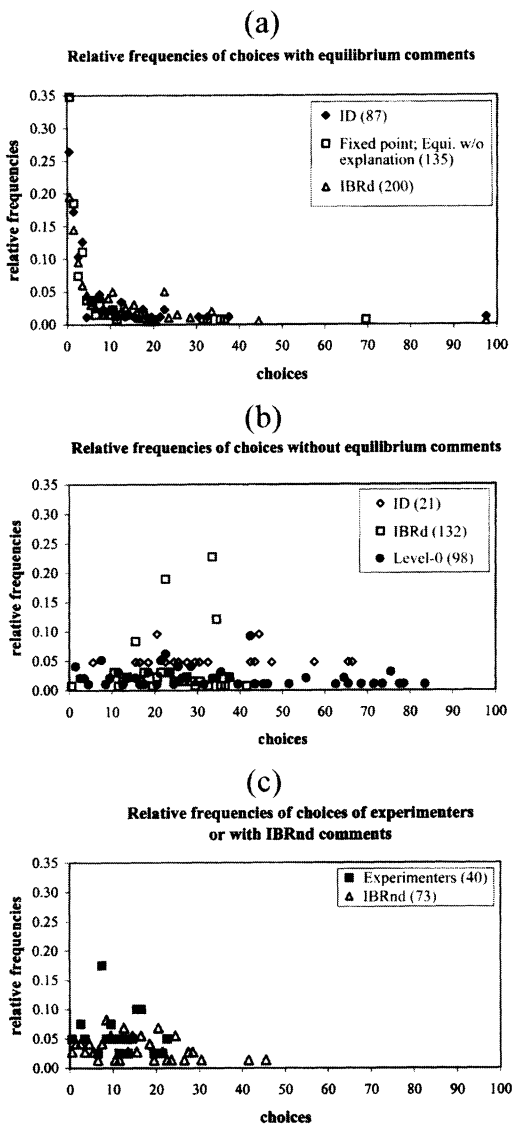 (a)
Relative frequencies of choices with equilibrium comments
0.35
0.30
0.25
0.20
0.15
0.10
0.05
0.00
relative frequencies
ID (87)
Fixed point; Equi. w/o
explanation (135)
IBRd (200)
0 10 20 30 40 50 60 70 80 90 100
choices
(b)
Relative frequencies of choices without equilibrium comments
0.35
0.30
0.25
0.20
0.15
0.10
0.05
0.00
relative frequencies
ID (21)
IBRd (132)
Level-0 (98)
0 10 20 30 40 50 60 70 80 90 100
choices
(c)
Relative frequencies of choices of experimenters
or with IBRnd comments
0.35
0.30
0.25
0.20
0.15
0.10
0.05
0.00
relative frequencies
Experimenters (40)
IBRnd (73)
0 10 20 30 40 50 60 70 80 90 100
choices